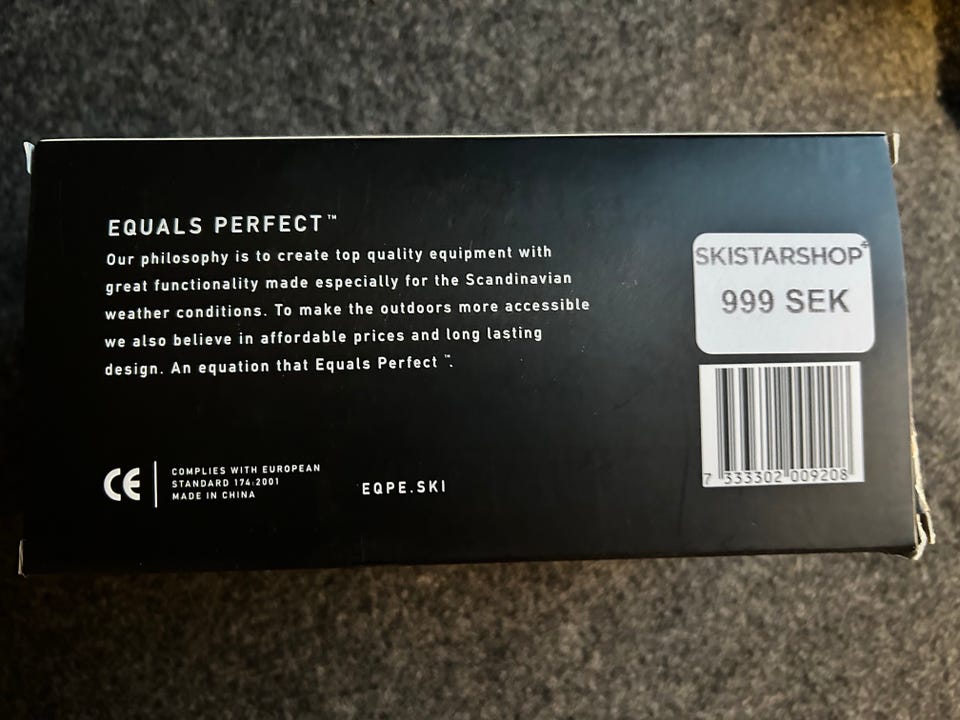 EQUALS PERFECT™
Our philosophy is to create top quality equipment with
great functionality made especially for the Scandinavian
weather conditions. To make the outdoors more accessible
we also believe in affordable prices and long lasting
design. An equation that Equals Perfect ™.
CE
COMPLIES WITH EUROPEAN
STANDARD 174:2001
MADE IN CHINA
EQPE.SKI
SKISTARSHOP
999 SEK
7 333302 009208